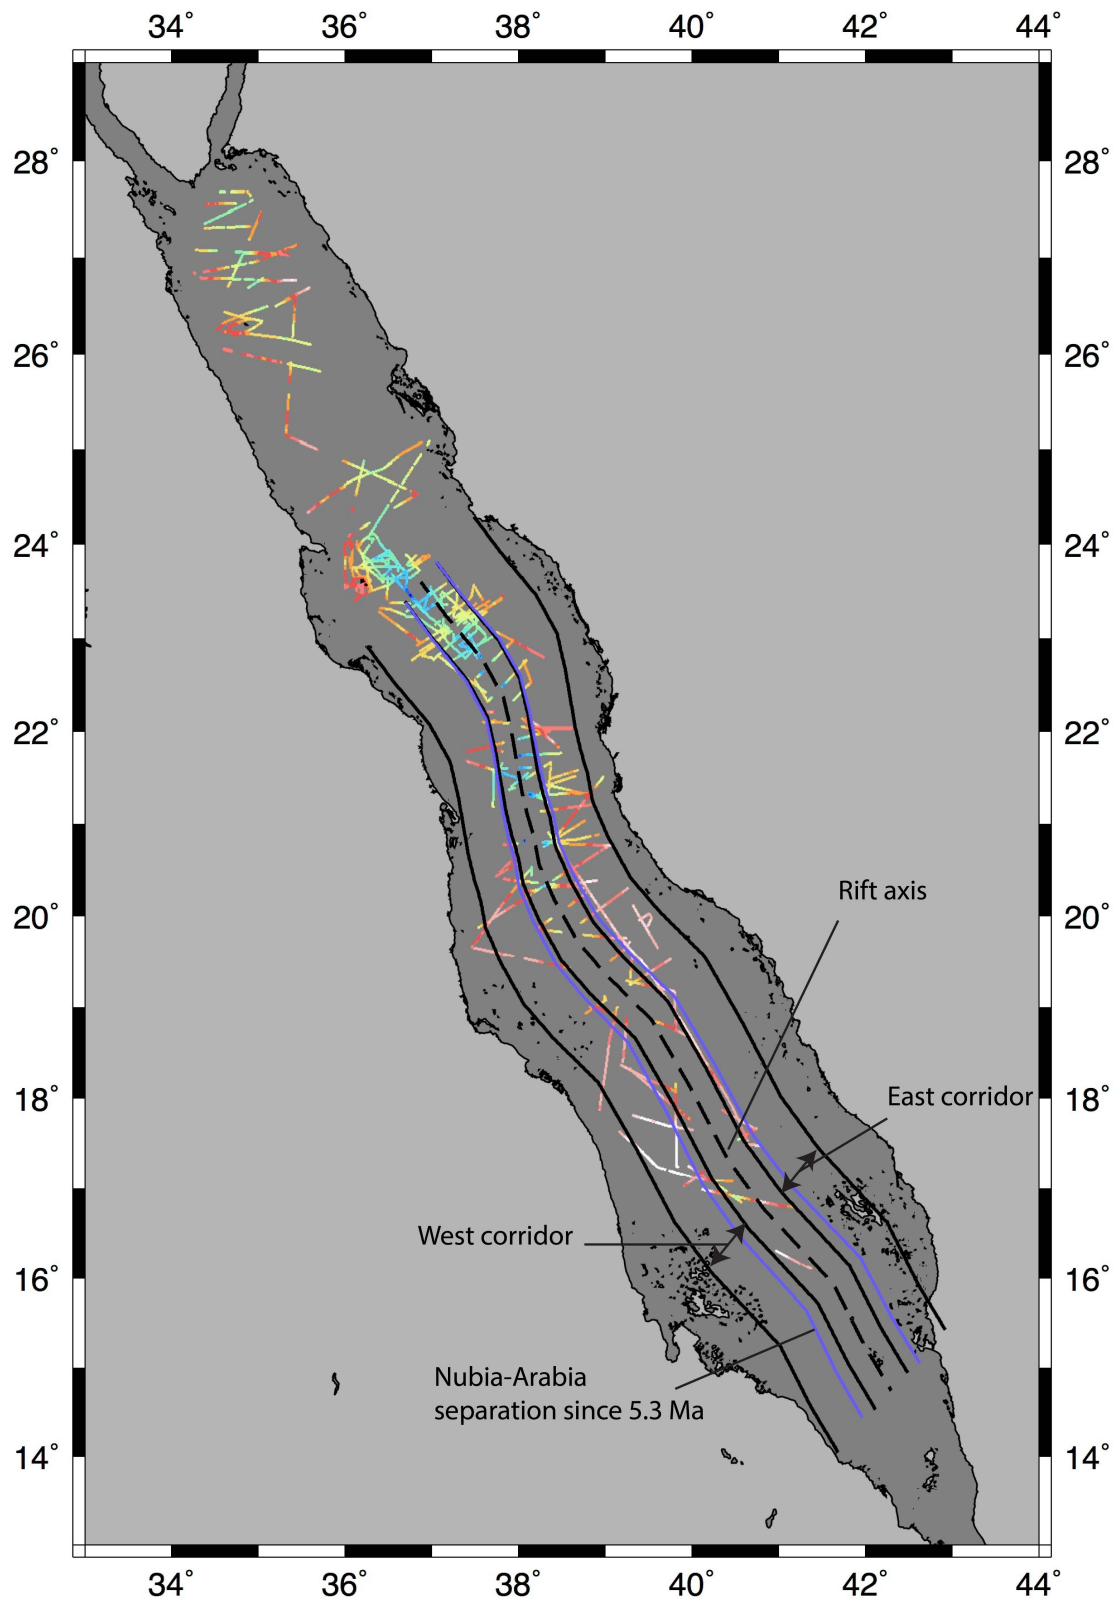 34° 36° 38° 40° 42° 44°
28° 28°
26° 26°
24° 24°
22° 22°
Rift axis
20° 20°
East corridor
18° 18°
West corridor
16° 16°
Nubia-Arabia
separation since 5.3 Ma
14° 14°
34° 36° 38° 40° 42° 44°